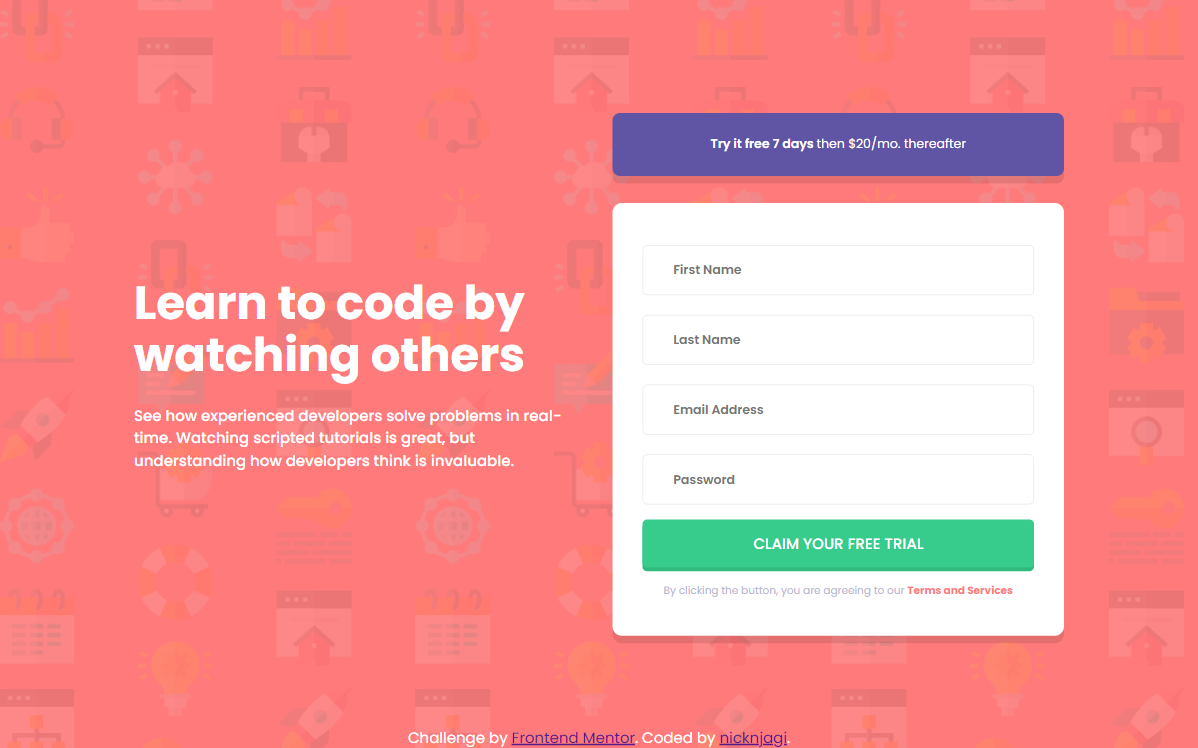 Learn to code by
watching others
See how experienced developers solve problems in real-
time. Watching scripted tutorials is great, but
understanding how developers think is invaluable.
Try it free 7 days then $20/mo. thereafter
First Name
Last Name
Email Address
Password
CLAIM YOUR FREE TRIAL
By clicking the button, you are agreeing to our Terms and Services
Challenge by Frontend Mentor. Coded by nicknjagi.